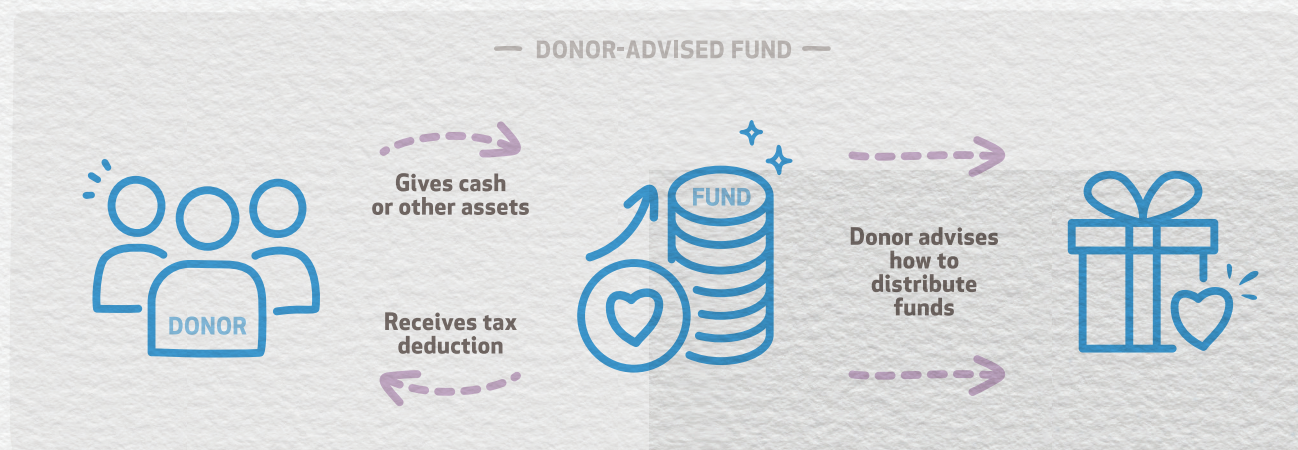 DONOR-ADVISED FUND
Gives cash
or other assets
FUND
Donor advises
how to
distribute
funds
DONOR
Receives tax
deduction